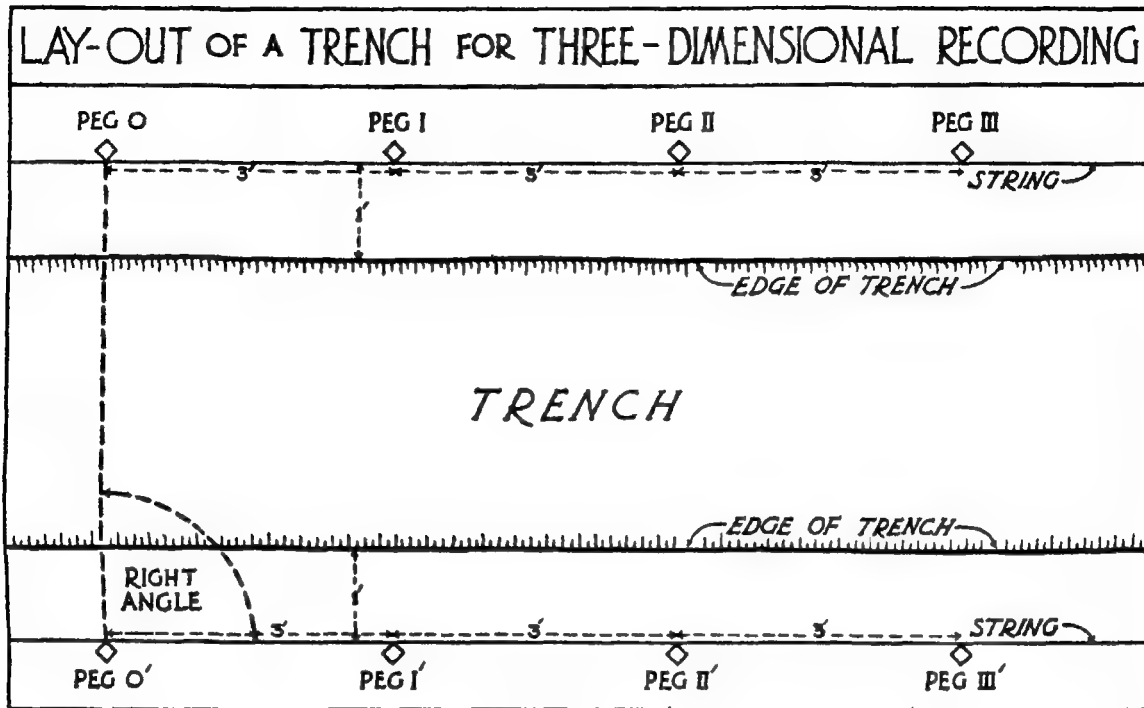 LAY-OUT OF A TRENCH FOR THREE-DIMENSIONAL RECORDING
PEG O PEG I PEG II PEG III
3' 3' 3' STRING
1'
EDGE OF TRENCH
TRENCH
EDGE OF TRENCH
RIGHT
ANGLE
1'
3' 3' 3' STRING
PEG O' PEG I' PEG II' PEG III'